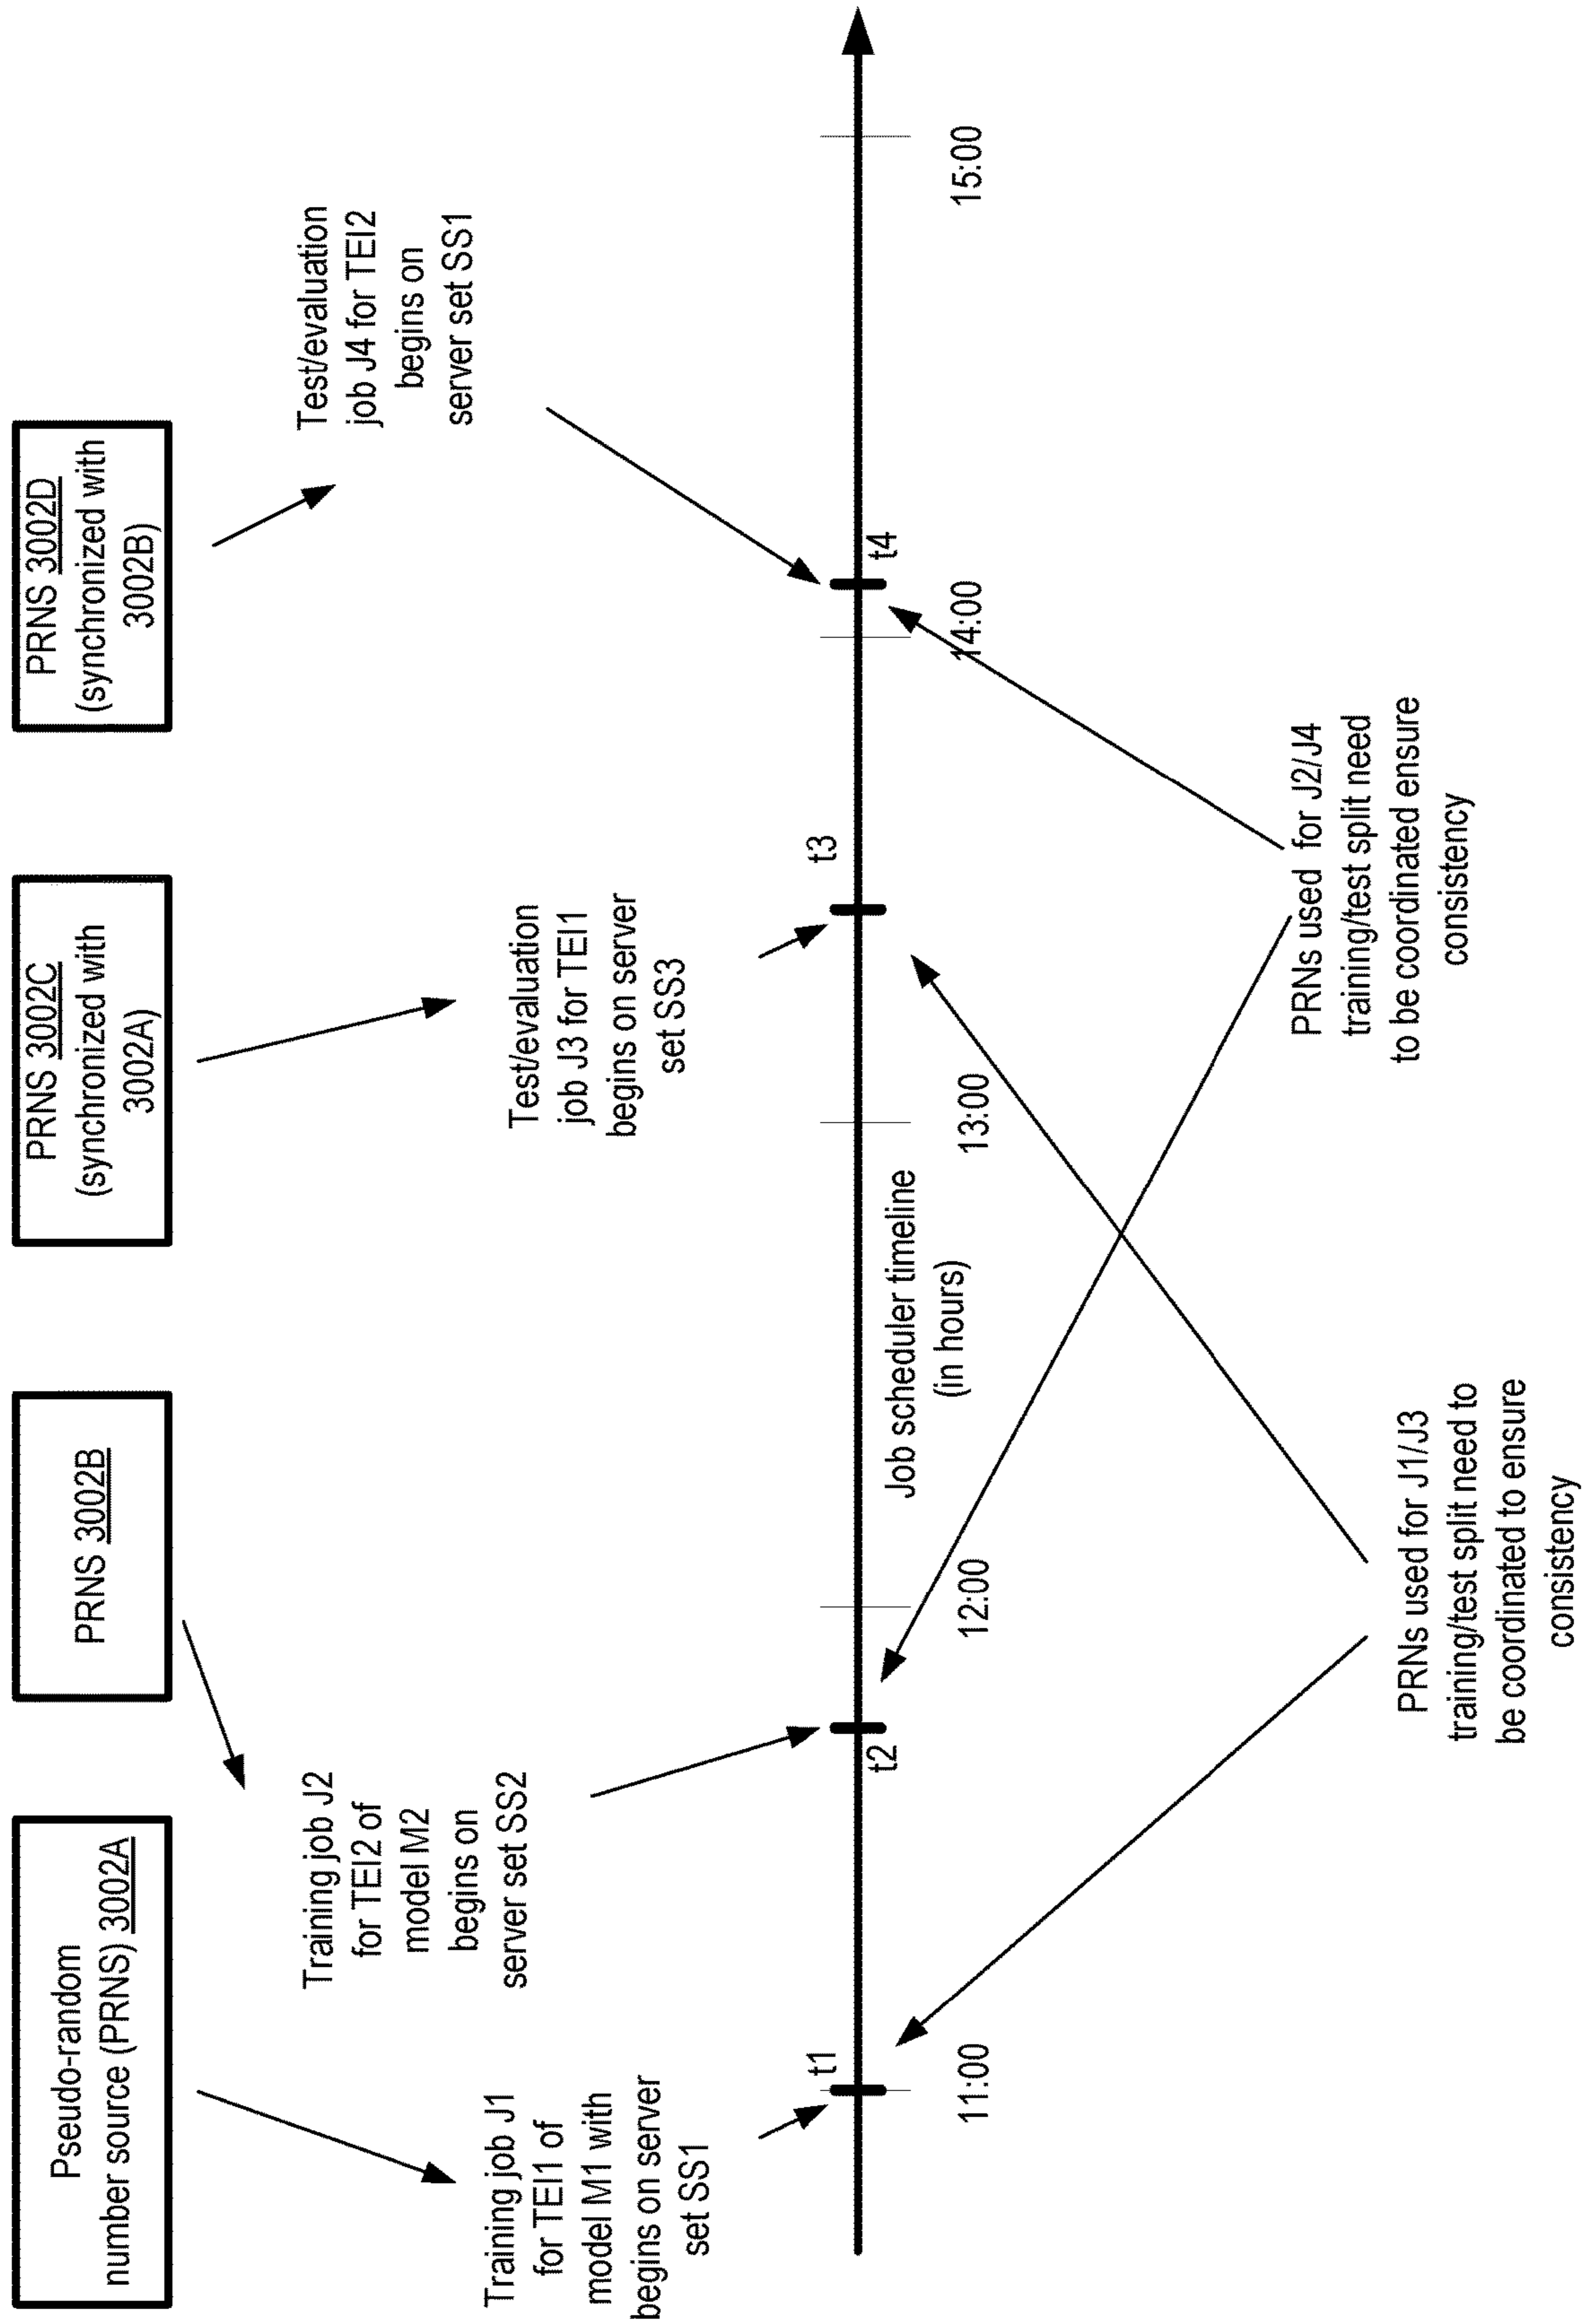 Pseudo-random
number source (PRNS) 3002A
PRNS 3002B
PRNS 3002C
(synchronized with
3002A)
PRNS 3002D
(synchronized with
3002B)
Training job J1
for TEI1 of
model M1 with
begins on server
set SS1
Training job J2
for TEI2 of
model M2
begins on
server set SS2
Test/evaluation
job J3 for TEI1
begins on server
set SS3
Test/evaluation
job J4 for TEI2
begins on
server set SS1
t1
t2
t3
t4
11:00
12:00
13:00
14:00
15:00
Job scheduler timeline
(in hours)
PRNs used for J1/J3
training/test split need to
be coordinated to ensure
consistency
PRNs used for J2/J4
training/test split need
to be coordinated ensure
consistency